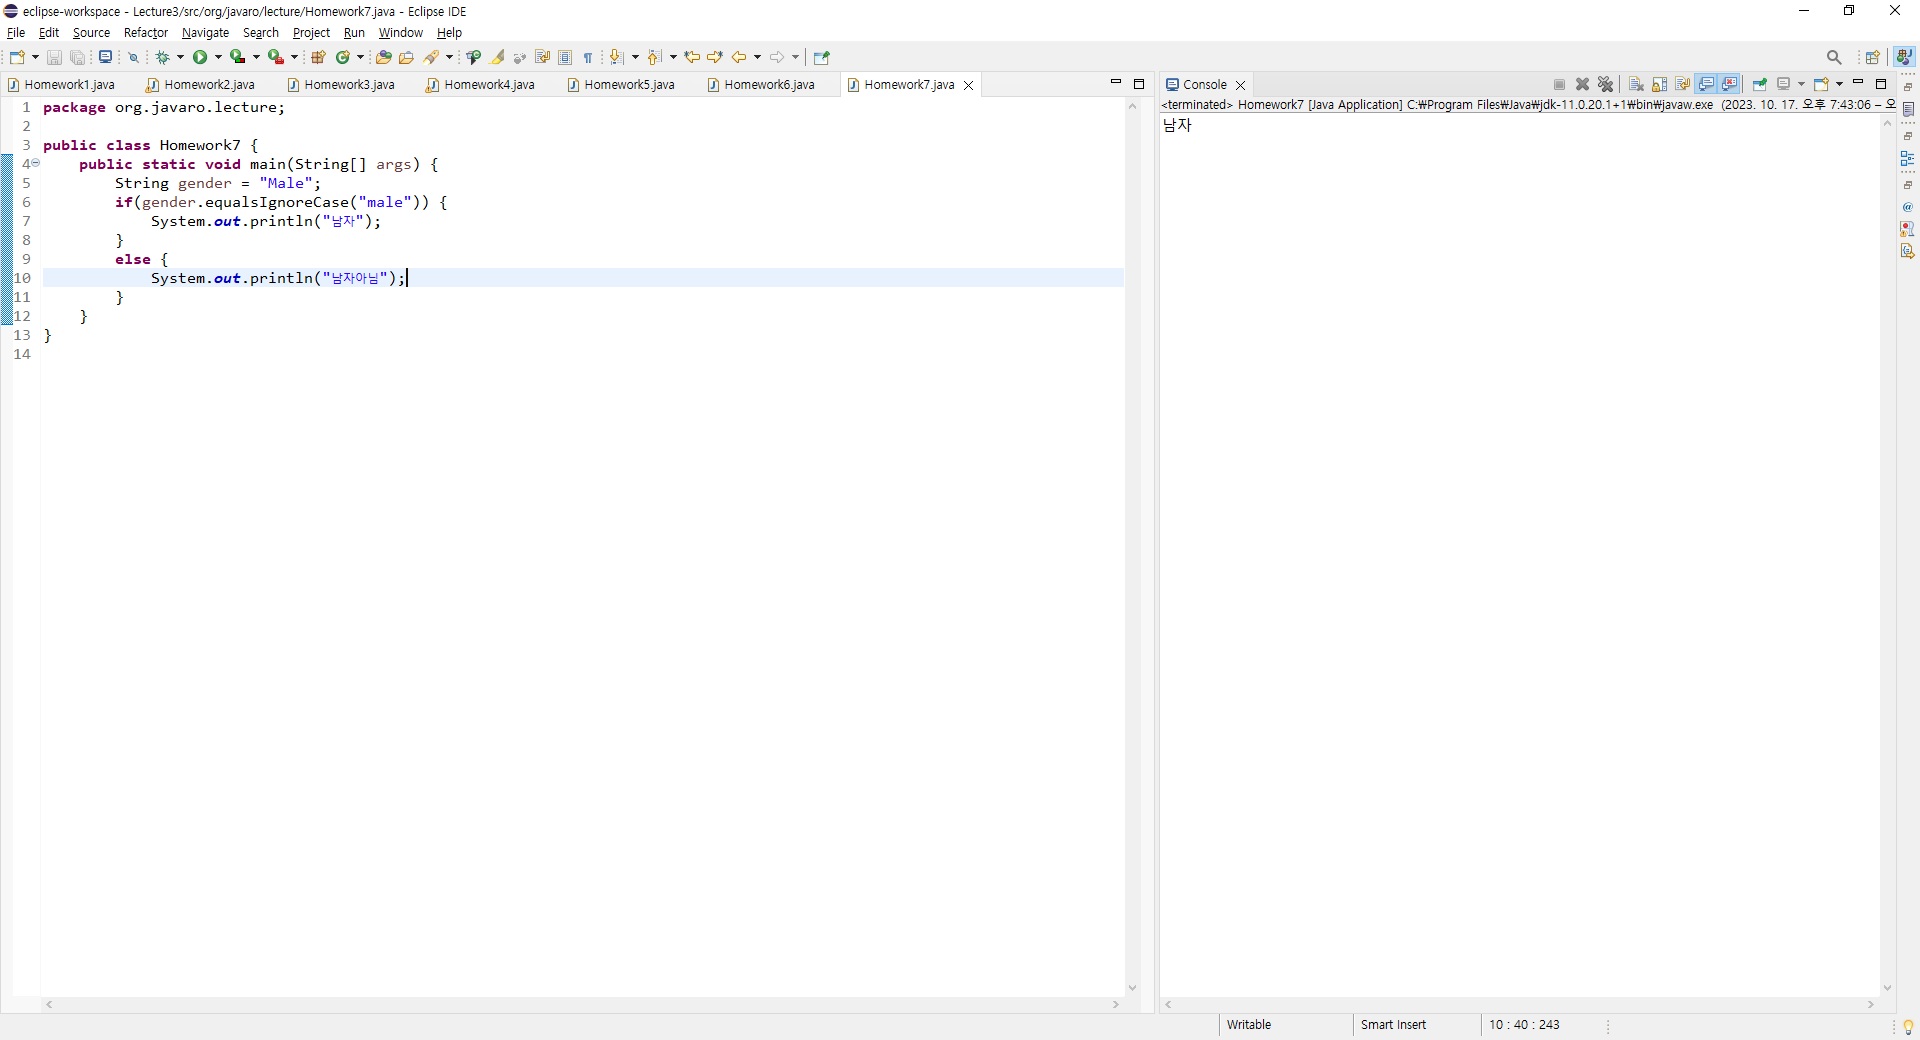 eclipse-workspace - Lecture3/src/org/javaro/lecture/Homework7.java - Eclipse IDE
File Edit Source Refactor Navigate Search Project Run Window Help
Homework1.java Homework2.java Homework3.java Homework4.java Homework5.java Homework6.java Homework7.java
1 package org.javaro.lecture;
2
3 public class Homework7 {
4 public static void main(String[] args) {
5 String gender = "Male";
6 if(gender.equalsIgnoreCase("male")) {
7 System.out.println("남자");
8 }
9 else {
10 System.out.println("남자아님");
11 }
12 }
13 }
14
Console
<terminated> Homework7 [Java Application] C:₩Program Files₩Java₩jdk-11.0.20.1+1₩bin₩javaw.exe (2023. 10. 17. 오후 7:43:06 – 오
남자
Writable Smart Insert 10 : 40 : 243